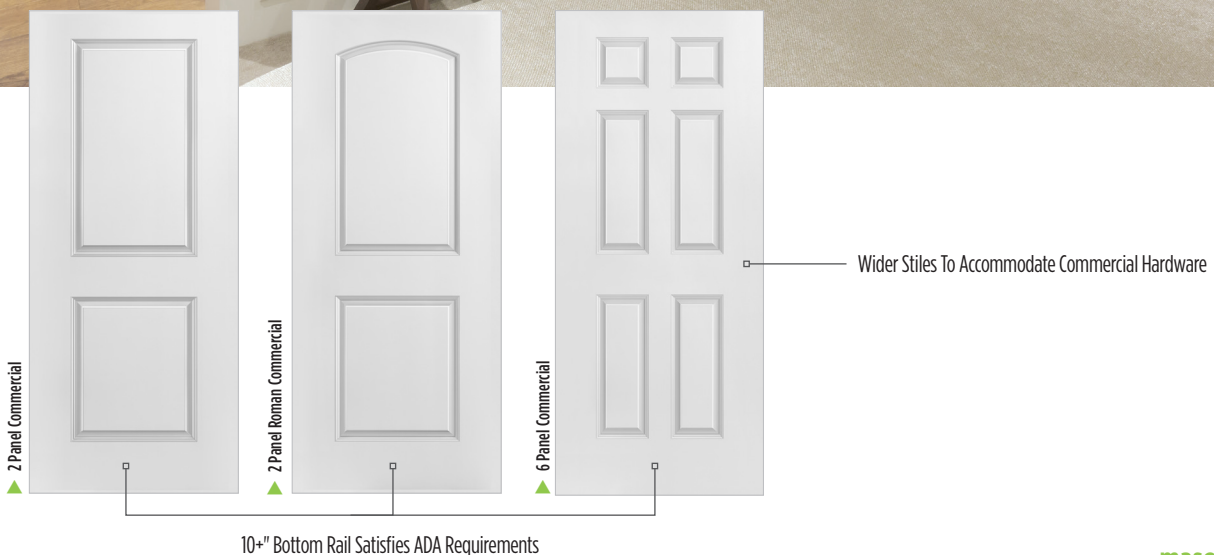 2 Panel Commercial
2 Panel Roman Commercial
6 Panel Commercial
Wider Stiles To Accommodate Commercial Hardware
10+" Bottom Rail Satisfies ADA Requirements